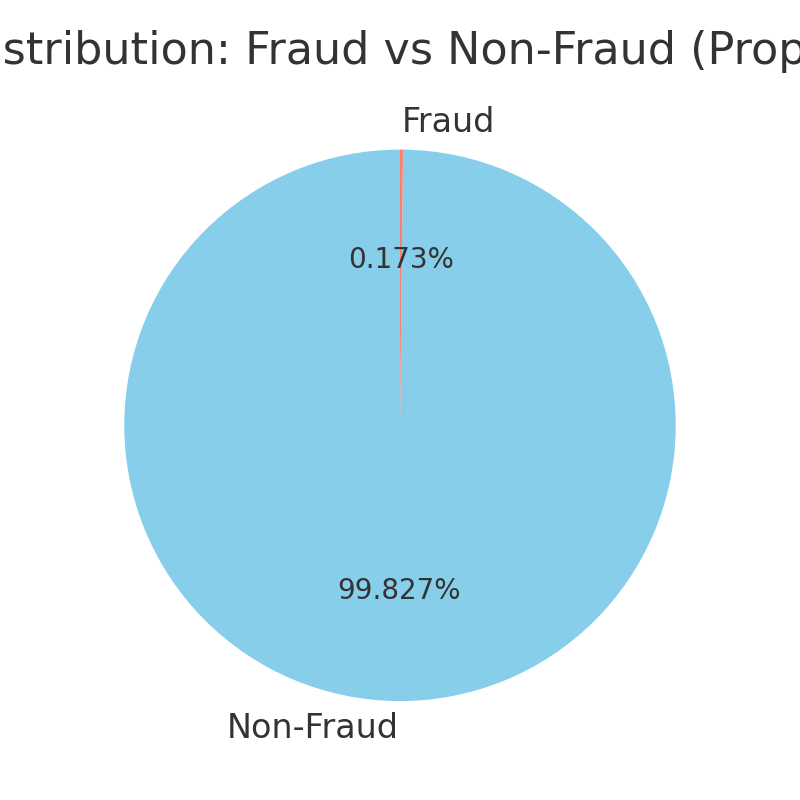 stribution: Fraud vs Non-Fraud (Prop
Fraud
0.173%
99.827%
Non-Fraud